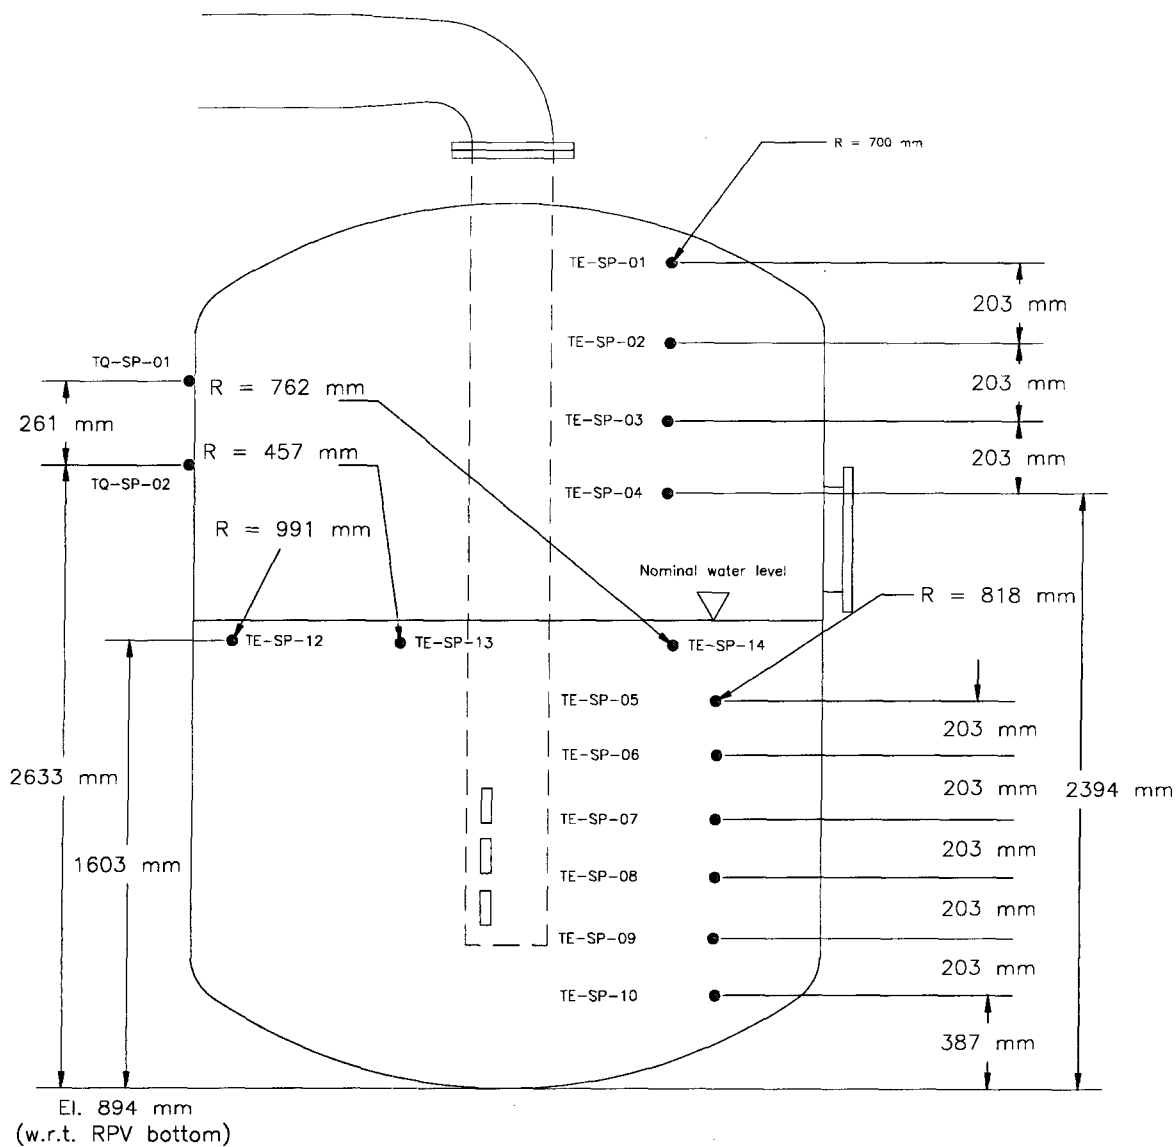 R = 700 mm
TE-SP-01
203 mm
TE-SP-02
TQ-SP-01
R = 762 mm
203 mm
261 mm
TE-SP-03
R = 457 mm
203 mm
TQ-SP-02
TE-SP-04
R = 991 mm
Nominal water level
R = 818 mm
TE-SP-12
TE-SP-13
TE-SP-14
TE-SP-05
203 mm
TE-SP-06
2633 mm
203 mm
2394 mm
TE-SP-07
203 mm
1603 mm
TE-SP-08
203 mm
TE-SP-09
203 mm
TE-SP-10
387 mm
El. 894 mm
(w.r.t. RPV bottom)